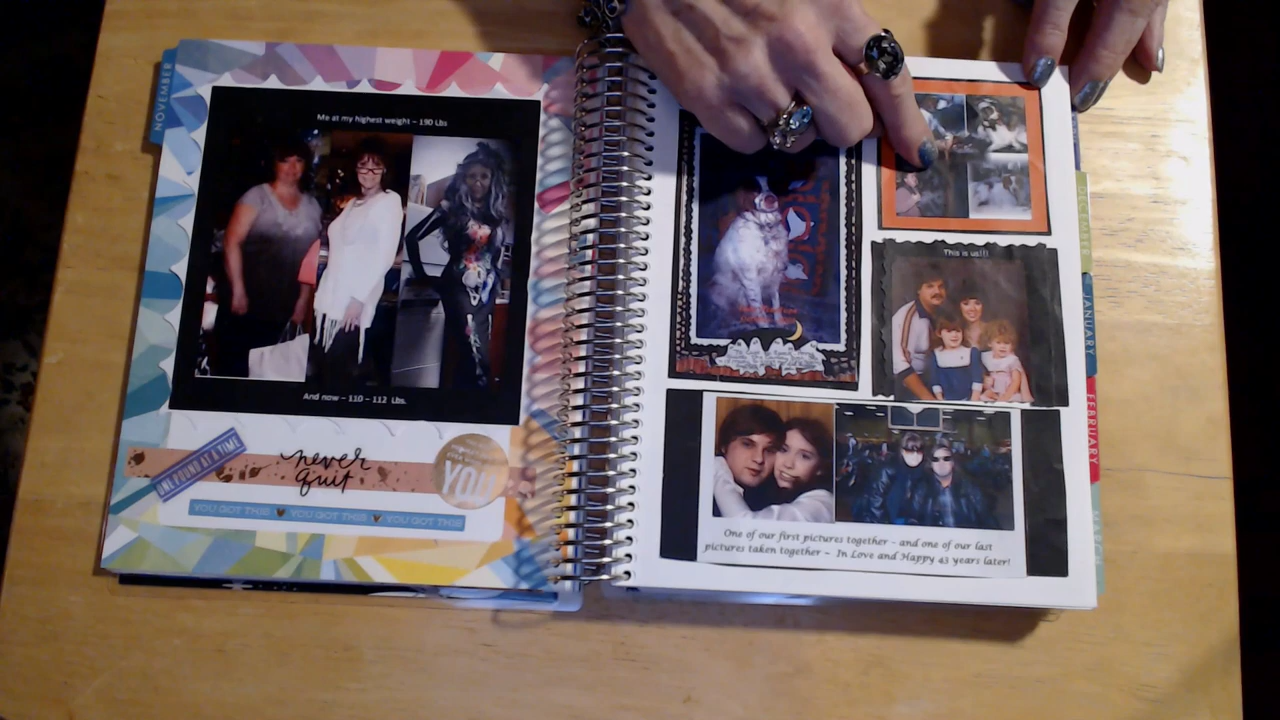 NOVEMBER
Me at my highest weight – 190 Lbs
And now – 110 – 112 Lbs.
ONE POUND AT A TIME
never
quit
YOU
YOU GOT THIS YOU GOT THIS YOU GOT THIS
This is us!!!
One of our first pictures together - and one of our last
pictures taken together ~ In Love and Happy 43 years later!
DECEMBER
JANUARY
FEBRUARY
MARCH